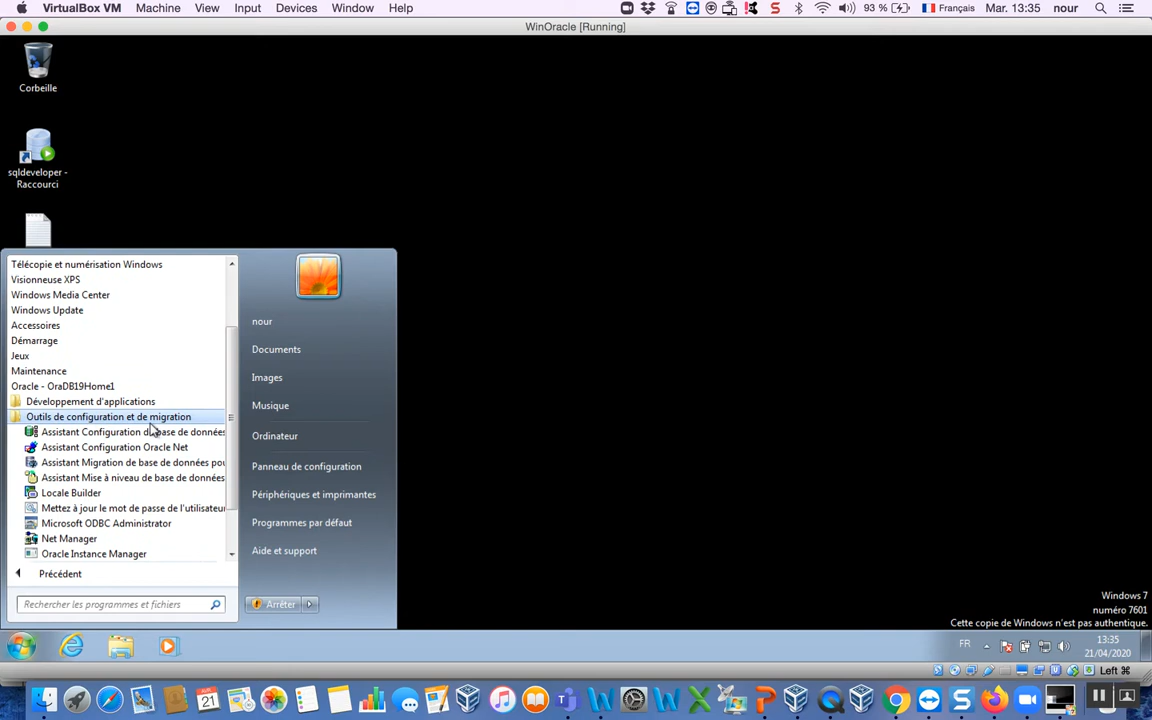 VirtualBox VM Machine View Input Devices Window Help 93 % Français Mar. 13:35 nour
WinOracle [Running]
Corbeille
sqldeveloper -
Raccourci
Télécopie et numérisation Windows
Visionneuse XPS
Windows Media Center
Windows Update
Accessoires
Démarrage
Jeux
Maintenance
Oracle - OraDB19Home1
Développement d'applications
Outils de configuration et de migration
Assistant Configuration de base de données
Assistant Configuration Oracle Net
Assistant Migration de base de données pou
Assistant Mise à niveau de base de données
Locale Builder
Mettez à jour le mot de passe de l'utilisateur
Microsoft ODBC Administrator
Net Manager
Oracle Instance Manager
Précédent
Rechercher les programmes et fichiers
nour
Documents
Images
Musique
Ordinateur
Panneau de configuration
Périphériques et imprimantes
Programmes par défaut
Aide et support
Arrêter
Windows 7
numéro 7601
Cette copie de Windows n'est pas authentique.
FR
13:35
21/04/2020
Left ⌘
21